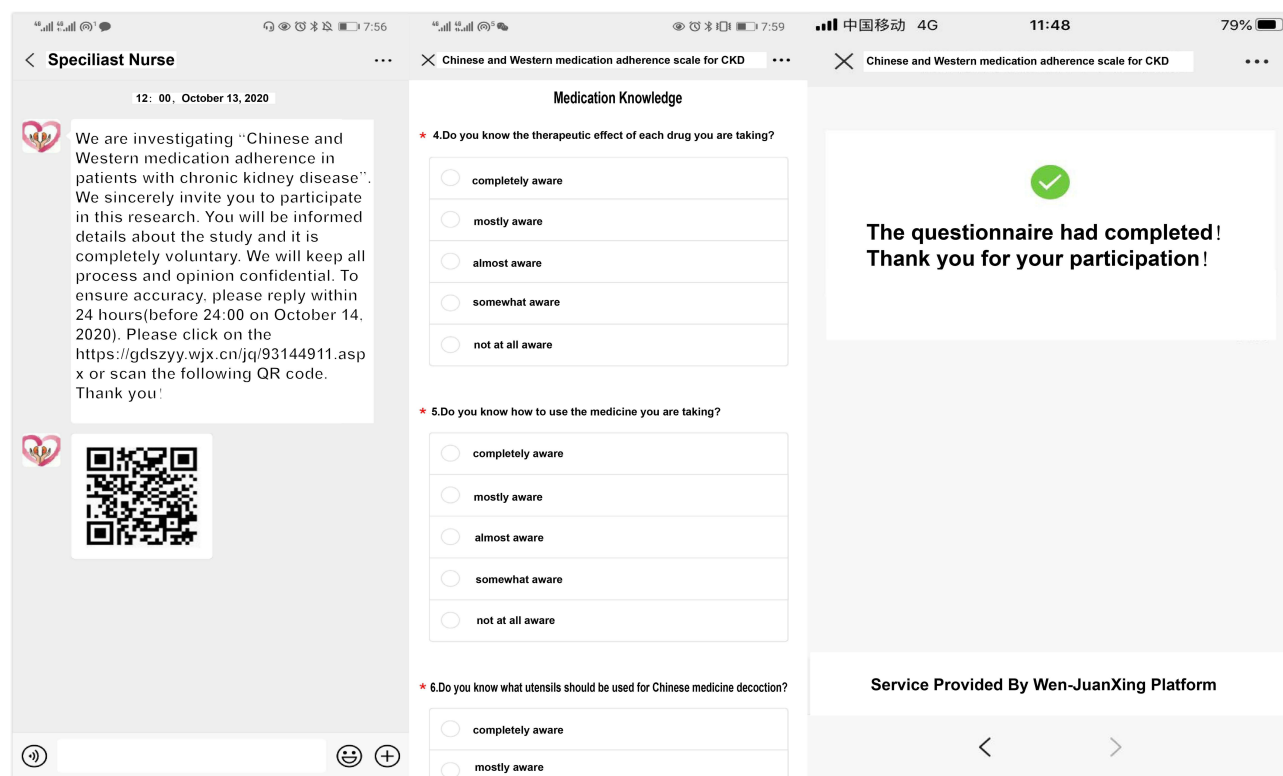 7:56
Speciliast Nurse
12: 00, October 13, 2020
We are investigating “Chinese and
Western medication adherence in
patients with chronic kidney disease”.
We sincerely invite you to participate
in this research. You will be informed
details about the study and it is
completely voluntary. We will keep all
process and opinion confidential. To
ensure accuracy, please reply within
24 hours(before 24:00 on October 14,
2020). Please click on the
https://gdszyy.wjx.cn/jq/93144911.asp
x or scan the following QR code.
Thank you!
7:59
Chinese and Western medication adherence scale for CKD
Medication Knowledge
* 4.Do you know the therapeutic effect of each drug you are taking?
completely aware
mostly aware
almost aware
somewhat aware
not at all aware
* 5.Do you know how to use the medicine you are taking?
completely aware
mostly aware
almost aware
somewhat aware
not at all aware
* 6.Do you know what utensils should be used for Chinese medicine decoction?
completely aware
mostly aware
中国移动 4G 11:48 79%
Chinese and Western medication adherence scale for CKD
The questionnaire had completed!
Thank you for your participation!
Service Provided By Wen-JuanXing Platform